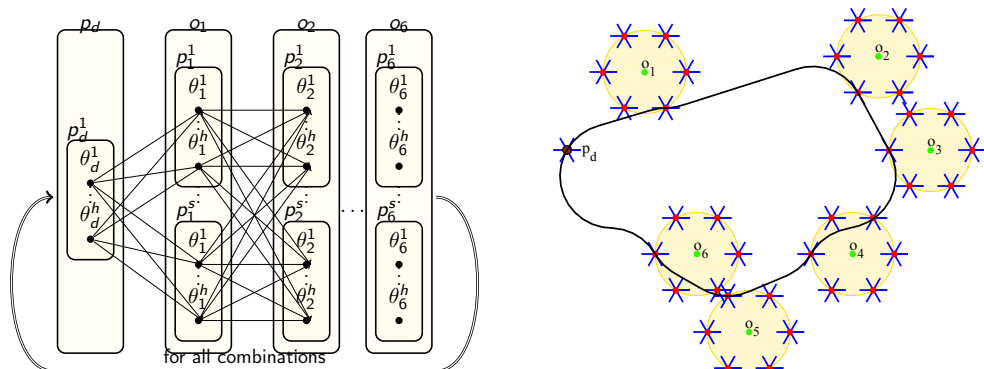 p_d o_1 o_2 o_6
p_1^1 p_2^1 p_6^1
θ_1^1 θ_2^1 θ_6^1
p_d^1 θ_1^h θ_2^h θ_6^h
θ_d^1
θ_d^h
p_1^s p_2^s ... p_6^s
θ_1^1 θ_2^1 θ_6^1
θ_1^h θ_2^h θ_6^h
for all combinations
o_1
o_2
o_3
p_d
o_6
o_4
o_5